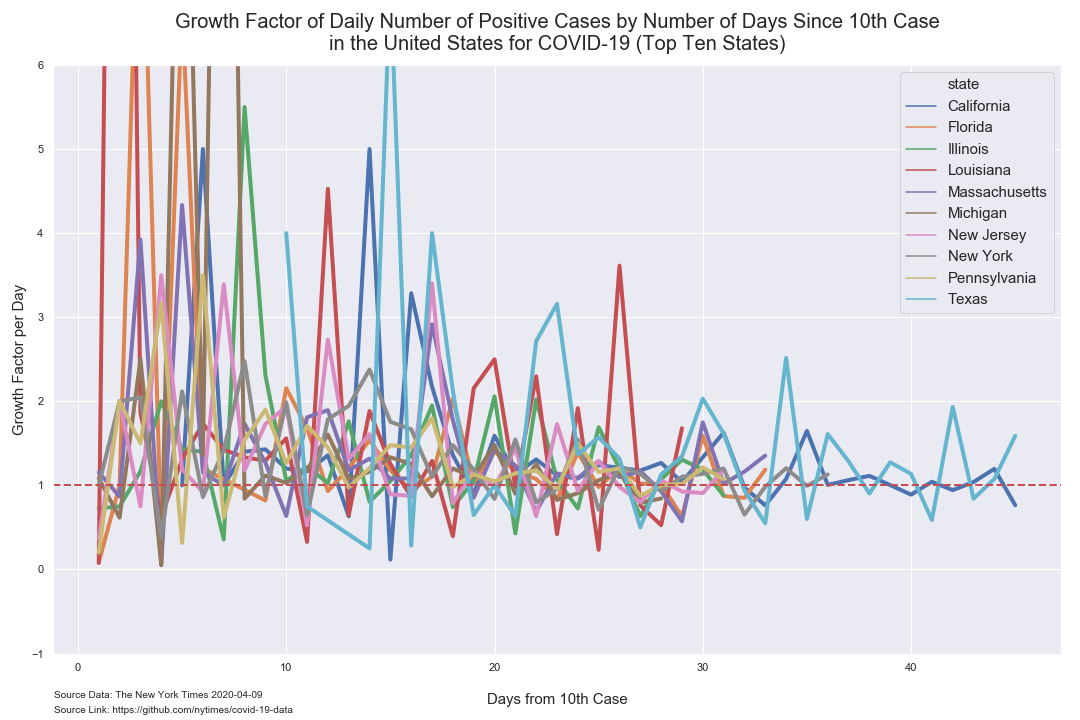 Growth Factor of Daily Number of Positive Cases by Number of Days Since 10th Case
in the United States for COVID-19 (Top Ten States)
6
5
4
3
2
1
0
−1
Growth Factor per Day
state
California
Florida
Illinois
Louisiana
Massachusetts
Michigan
New Jersey
New York
Pennsylvania
Texas
0 10 20 30 40
Days from 10th Case
Source Data: The New York Times 2020-04-09
Source Link: https://github.com/nytimes/covid-19-data